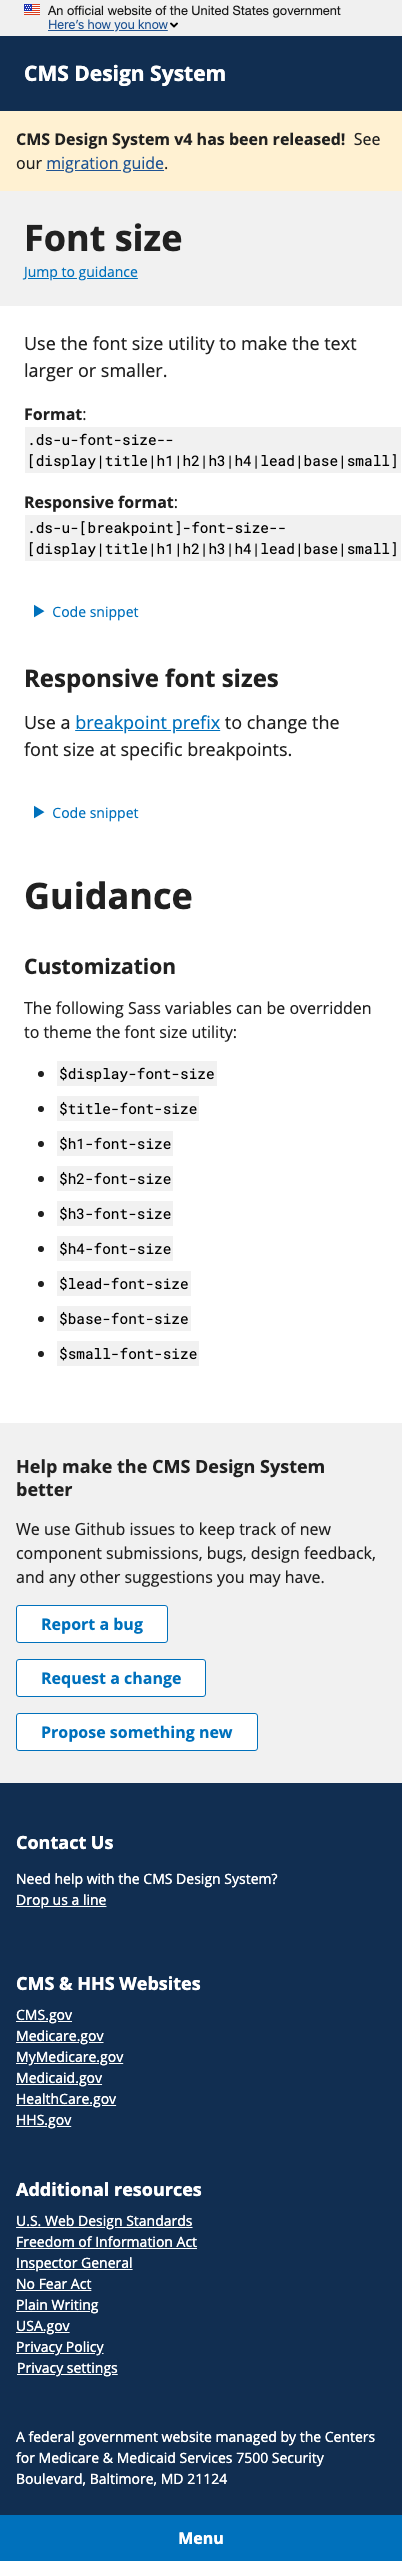 An official website of the United States government
Here's how you know
CMS Design System
CMS Design System v4 has been released! See
our migration guide.
Font size
Jump to guidance
Use the font size utility to make the text
larger or smaller.
Format:
.ds-u-font-size--
[display|title|h1|h2|h3|h4|lead|base|small]
Responsive format:
.ds-u-[breakpoint]-font-size--
[display|title|h1|h2|h3|h4|lead|base|small]
Code snippet
Responsive font sizes
Use a breakpoint prefix to change the
font size at specific breakpoints.
Code snippet
Guidance
Customization
The following Sass variables can be overridden
to theme the font size utility:
$display-font-size
$title-font-size
$h1-font-size
$h2-font-size
$h3-font-size
$h4-font-size
$lead-font-size
$base-font-size
$small-font-size
Help make the CMS Design System
better
We use Github issues to keep track of new
component submissions, bugs, design feedback,
and any other suggestions you may have.
Report a bug
Request a change
Propose something new
Contact Us
Need help with the CMS Design System?
Drop us a line
CMS & HHS Websites
CMS.gov
Medicare.gov
MyMedicare.gov
Medicaid.gov
HealthCare.gov
HHS.gov
Additional resources
U.S. Web Design Standards
Freedom of Information Act
Inspector General
No Fear Act
Plain Writing
USA.gov
Privacy Policy
Privacy settings
A federal government website managed by the Centers
for Medicare & Medicaid Services 7500 Security
Boulevard, Baltimore, MD 21124
Menu